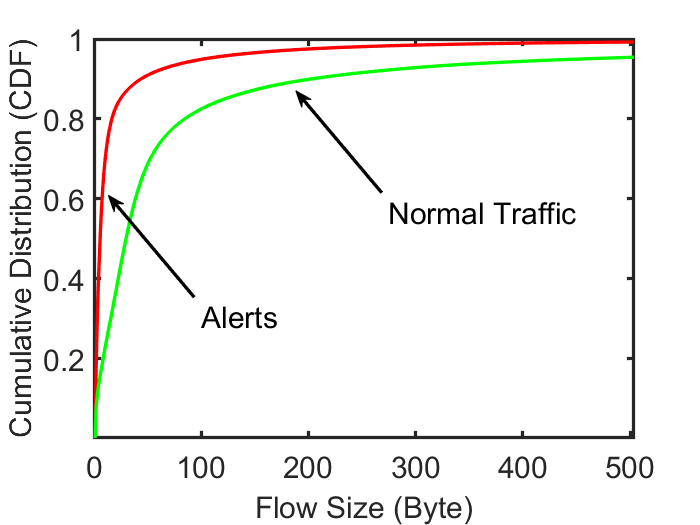 Cumulative Distribution (CDF)
1
0.8
0.6
0.4
0.2
Normal Traffic
Alerts
0 100 200 300 400 500
Flow Size (Byte)